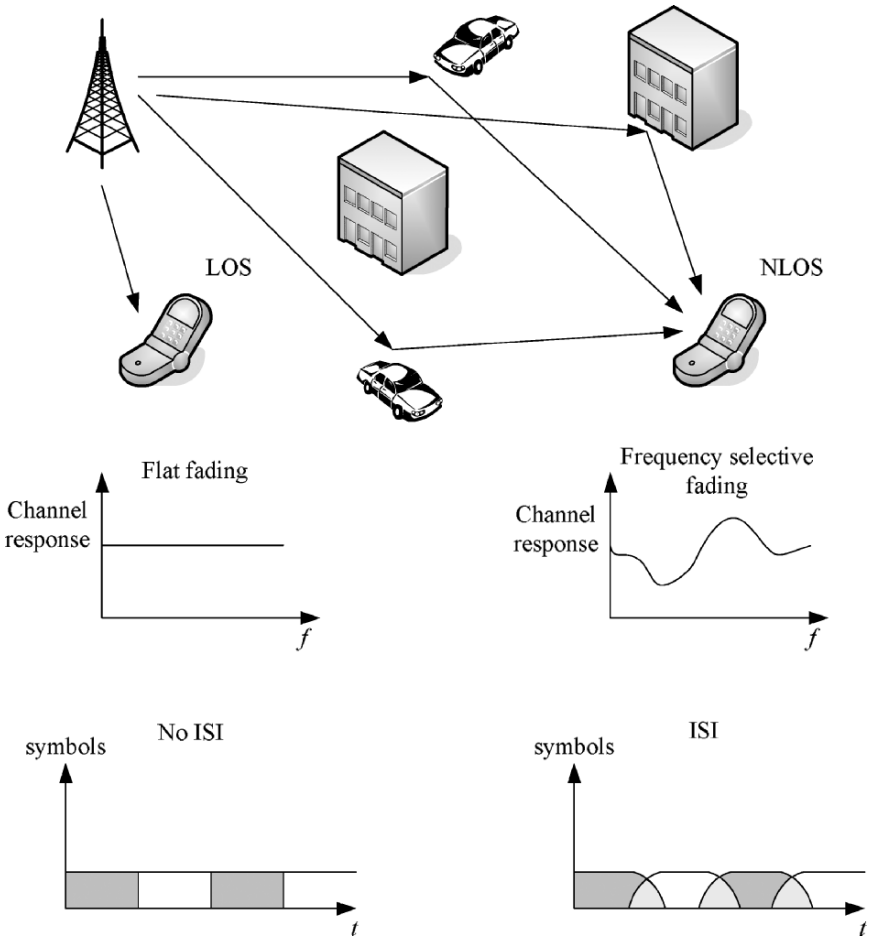 LOS
NLOS
Flat fading
Channel
response
f
Frequency selective
fading
Channel
response
f
No ISI
symbols
t
ISI
symbols
t